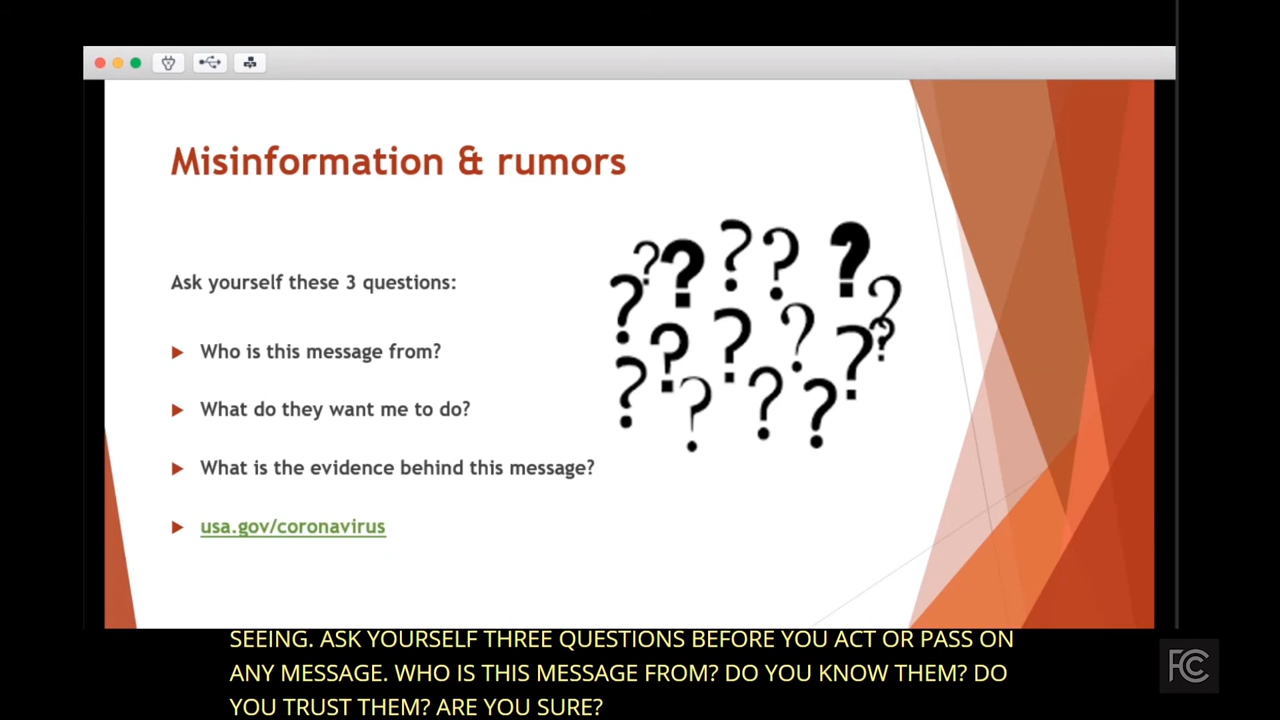 Misinformation & rumors
Ask yourself these 3 questions:
Who is this message from?
What do they want me to do?
What is the evidence behind this message?
usa.gov/coronavirus
SEEING. ASK YOURSELF THREE QUESTIONS BEFORE YOU ACT OR PASS ON
ANY MESSAGE. WHO IS THIS MESSAGE FROM? DO YOU KNOW THEM? DO
YOU TRUST THEM? ARE YOU SURE?
FCC